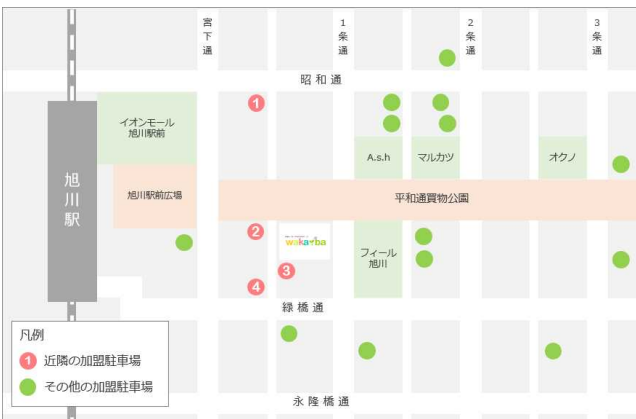 宮下通
1条通
2条通
3条通
昭和通
1
イオンモール
旭川駅前
A.s.h
マルカツ
オクノ
旭川駅
旭川駅前広場
平和通買物公園
2
wakaba
フィール
旭川
3
4
緑橋通
凡例
1 近隣の加盟駐車場
その他の加盟駐車場
永隆橋通